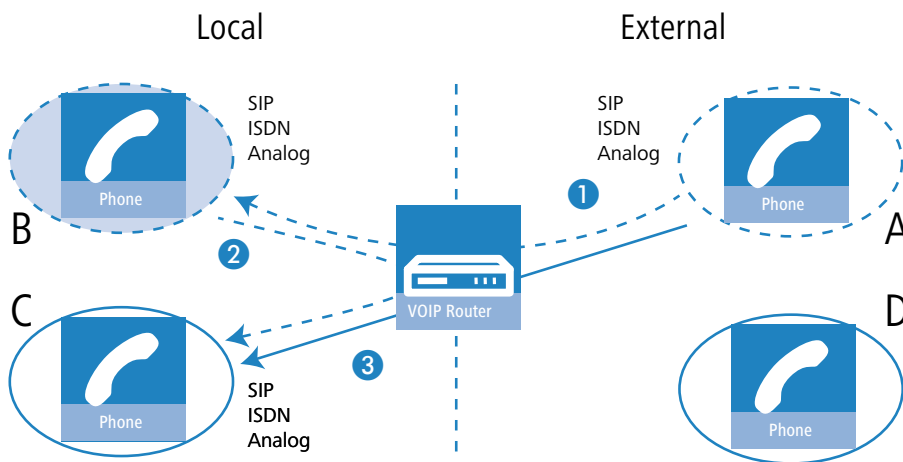 Local
External
SIP
ISDN
Analog
SIP
ISDN
Analog
Phone
Phone
1
B
A
2
C
VOIP Router
D
3
SIP
ISDN
Analog
Phone
Phone